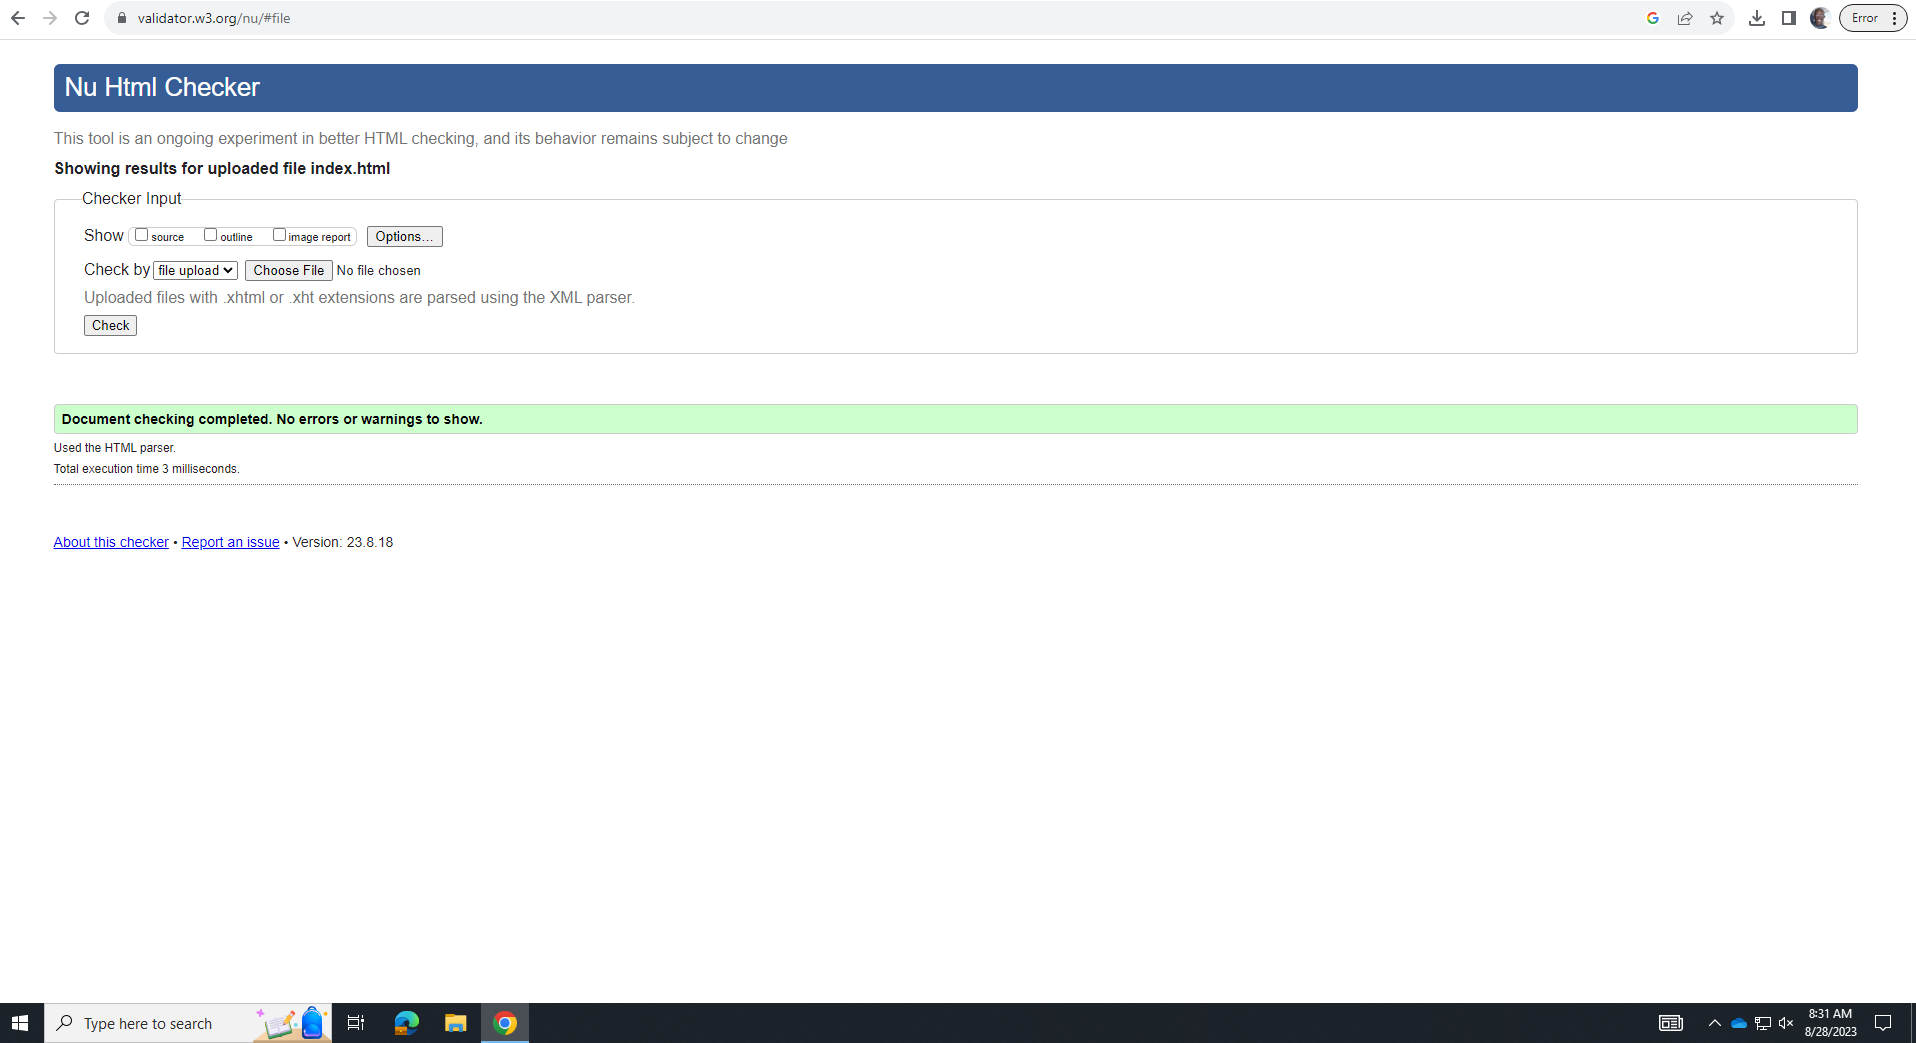 validator.w3.org/nu/#file
Error
Nu Html Checker
This tool is an ongoing experiment in better HTML checking, and its behavior remains subject to change
Showing results for uploaded file index.html
Checker Input
Show source outline image report Options...
Check by file upload Choose File No file chosen
Uploaded files with .xhtml or .xht extensions are parsed using the XML parser.
Check
Document checking completed. No errors or warnings to show.
Used the HTML parser.
Total execution time 3 milliseconds.
About this checker • Report an issue • Version: 23.8.18
Type here to search
8:31 AM
8/28/2023